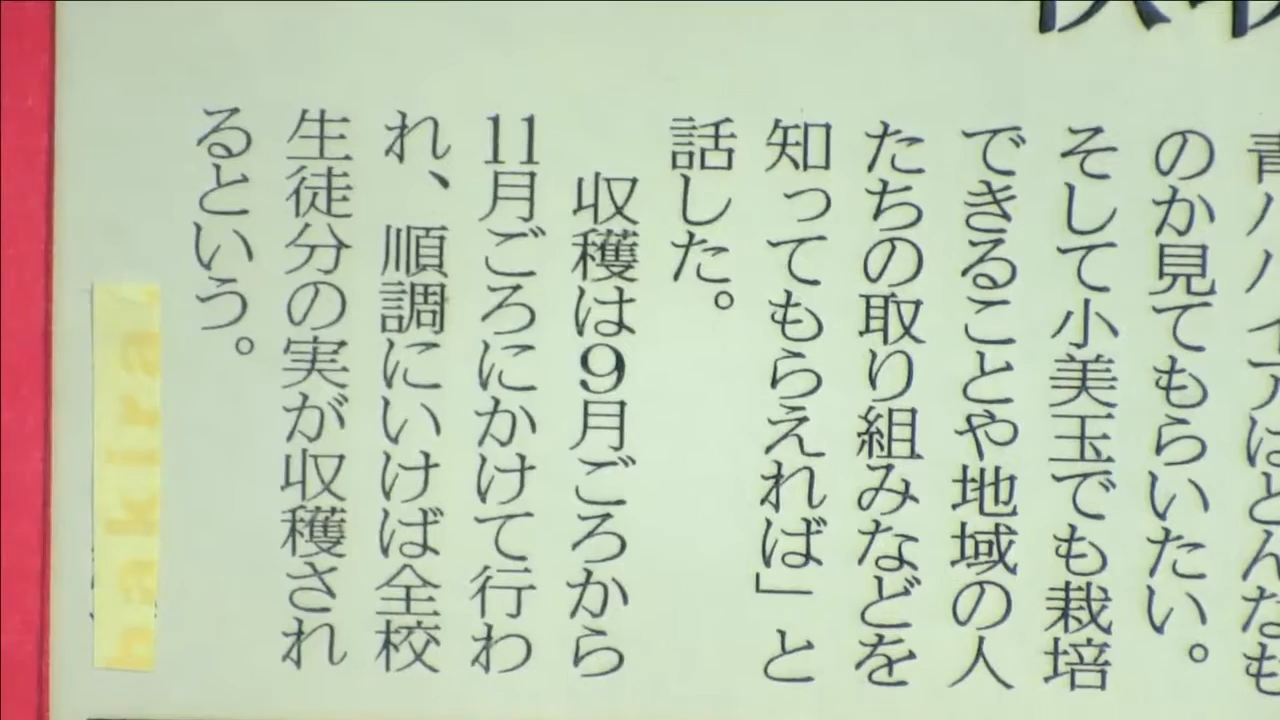 青パパイアはどんなも
のか見てもらいたい。
そして小美玉でも栽培
できることや地域の人
たちの取り組みなどを
知ってもらえれば」と
話した。
収穫は9月ごろから
11月ごろにかけて行わ
れ、順調にいけば全校
生徒分の実が収穫され
るという。